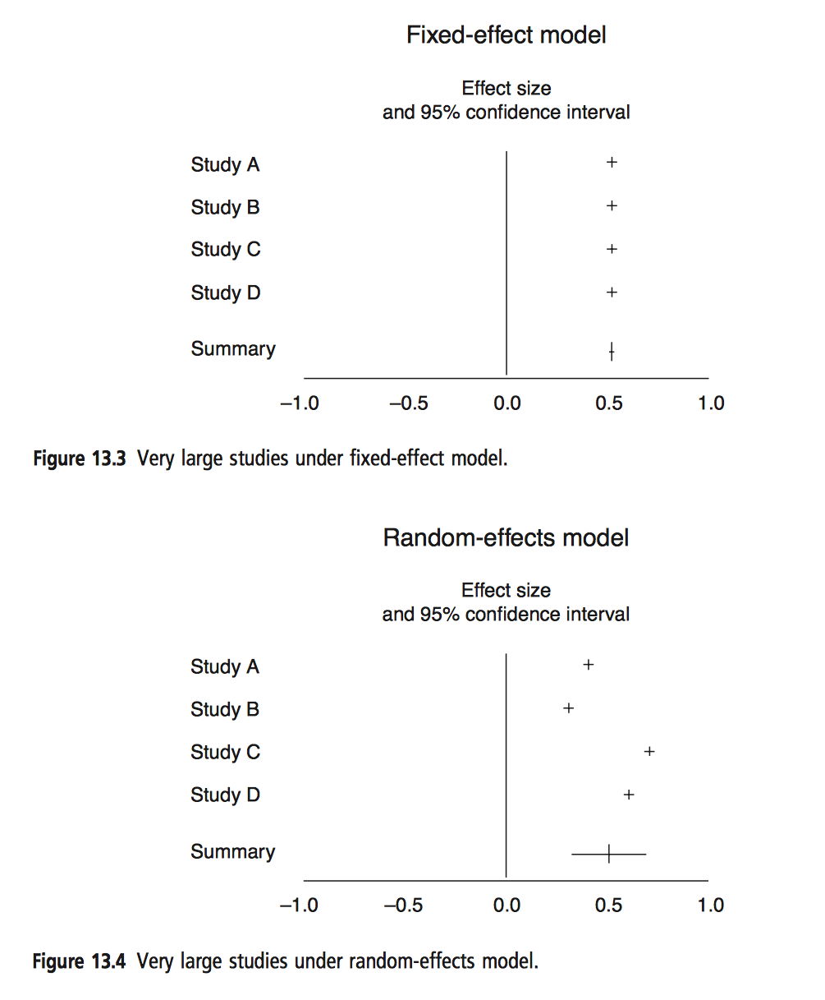 Fixed-effect model
Effect size
and 95% confidence interval
Study A
Study B
Study C
Study D
Summary
–1.0 –0.5 0.0 0.5 1.0
Figure 13.3 Very large studies under fixed-effect model.
Random-effects model
Effect size
and 95% confidence interval
Study A
Study B
Study C
Study D
Summary
–1.0 –0.5 0.0 0.5 1.0
Figure 13.4 Very large studies under random-effects model.